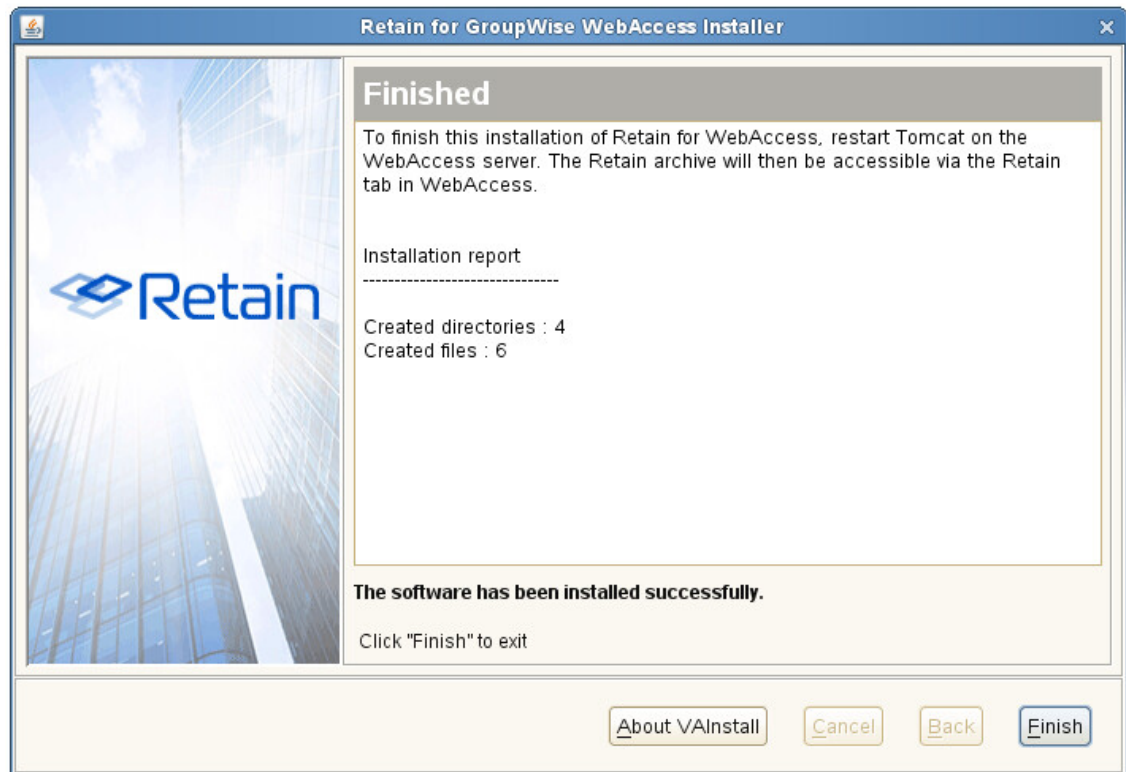 Retain for GroupWise WebAccess Installer
Retain
Finished
To finish this installation of Retain for WebAccess, restart Tomcat on the
WebAccess server. The Retain archive will then be accessible via the Retain
tab in WebAccess.
Installation report
-------------------------------
Created directories : 4
Created files : 6
The software has been installed successfully.
Click "Finish" to exit
About VAInstall
Cancel
Back
Finish